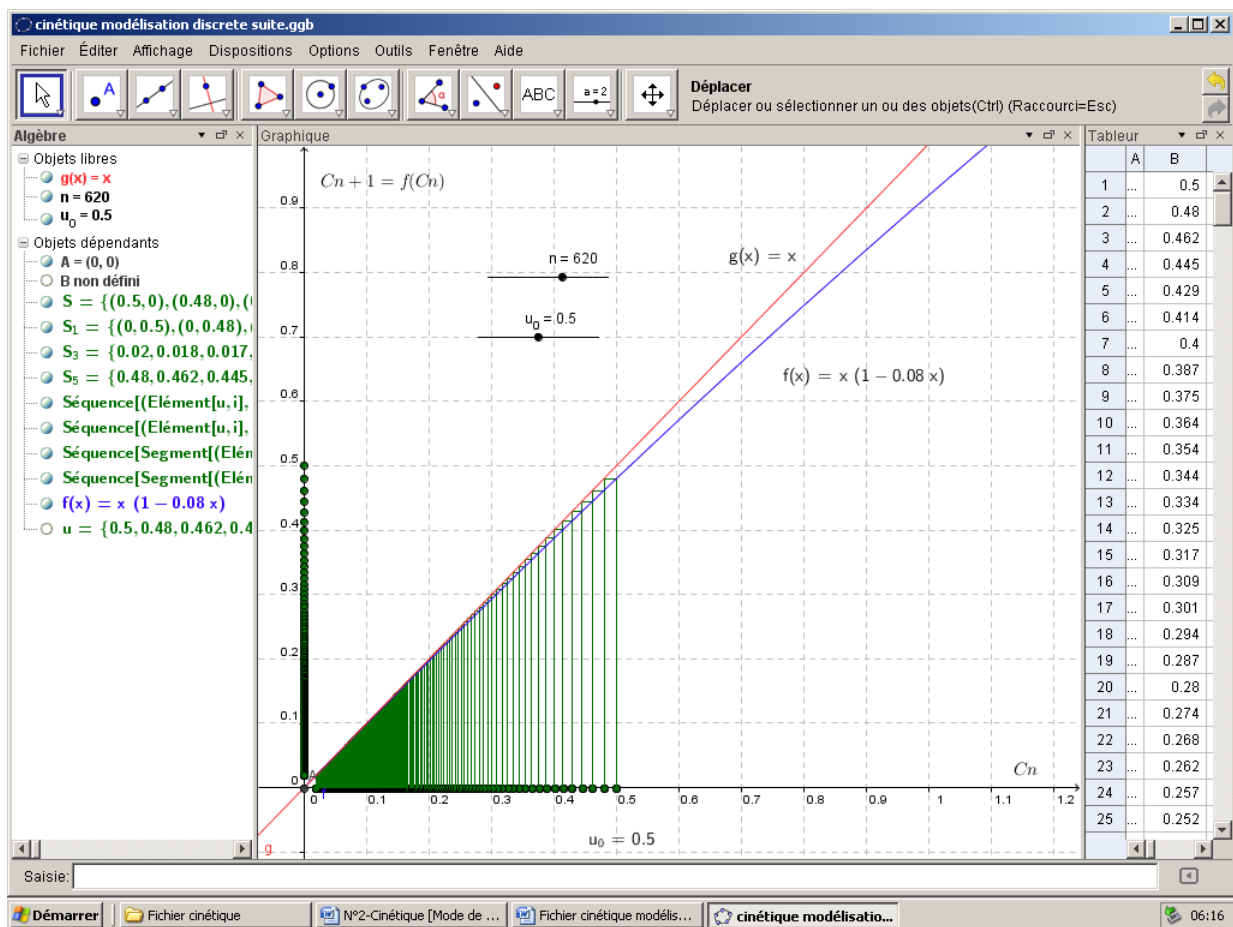 cinétique modélisation discrete suite.ggb
Fichier Éditer Affichage Dispositions Options Outils Fenêtre Aide
A
α
ABC
a=2
Déplacer
Déplacer ou sélectionner un ou des objets(Ctrl) (Raccourci=Esc)
Algèbre
Objets libres
g(x) = x
n = 620
u0 = 0.5
Objets dépendants
A = (0, 0)
B non défini
S = {(0.5, 0), (0.48, 0), (
S1 = {(0, 0.5), (0, 0.48),
S3 = {0.02, 0.018, 0.017,
S5 = {0.48, 0.462, 0.445,
Séquence[(Elément[u, i],
Séquence[(Elément[u, i],
Séquence[Segment[(Elén
Séquence[Segment[(Elén
f(x) = x (1 − 0.08 x)
u = {0.5, 0.48, 0.462, 0.4
Graphique
Cn + 1 = f(Cn)
n = 620
u0 = 0.5
g(x) = x
f(x) = x (1 − 0.08 x)
0.9
0.8
0.7
0.6
0.5
0.4
0.3
0.2
0.1
0
A
0 0.1 0.2 0.3 0.4 0.5 0.6 0.7 0.8 0.9 1 1.1 1.2
Cn
u0 = 0.5
g
Tableur
A B
1 ... 0.5
2 ... 0.48
3 ... 0.462
4 ... 0.445
5 ... 0.429
6 ... 0.414
7 ... 0.4
8 ... 0.387
9 ... 0.375
10 ... 0.364
11 ... 0.354
12 ... 0.344
13 ... 0.334
14 ... 0.325
15 ... 0.317
16 ... 0.309
17 ... 0.301
18 ... 0.294
19 ... 0.287
20 ... 0.28
21 ... 0.274
22 ... 0.268
23 ... 0.262
24 ... 0.257
25 ... 0.252
Saisie:
Démarrer
Fichier cinétique
N°2-Cinétique [Mode de ...
Fichier cinétique modélis...
cinétique modélisatio...
06:16